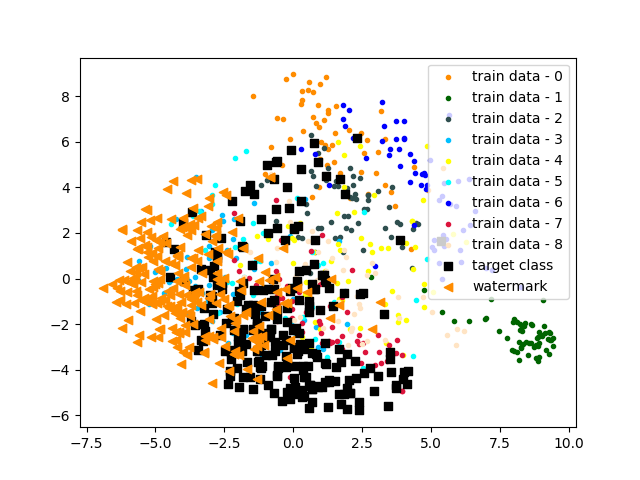 train data - 0
train data - 1
train data - 2
train data - 3
train data - 4
train data - 5
train data - 6
train data - 7
train data - 8
target class
watermark
8
6
4
2
0
−2
−4
−6
−7.5 −5.0 −2.5 0.0 2.5 5.0 7.5 10.0